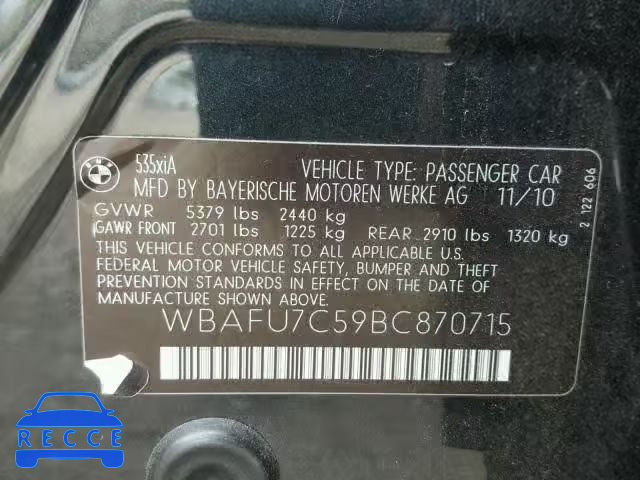 BMW
535xiA
VEHICLE TYPE: PASSENGER CAR
MFD BY BAYERISCHE MOTOREN WERKE AG 11/10
GVWR 5379 lbs 2440 kg
GAWR FRONT 2701 lbs 1225 kg REAR 2910 lbs 1320 kg
THIS VEHICLE CONFORMS TO ALL APPLICABLE U.S.
FEDERAL MOTOR VEHICLE SAFETY, BUMPER AND THEFT
PREVENTION STANDARDS IN EFFECT ON THE DATE OF
MANUFACTURE SHOWN ABOVE.
WBAFU7C59BC870715
2 122 606
RECCE